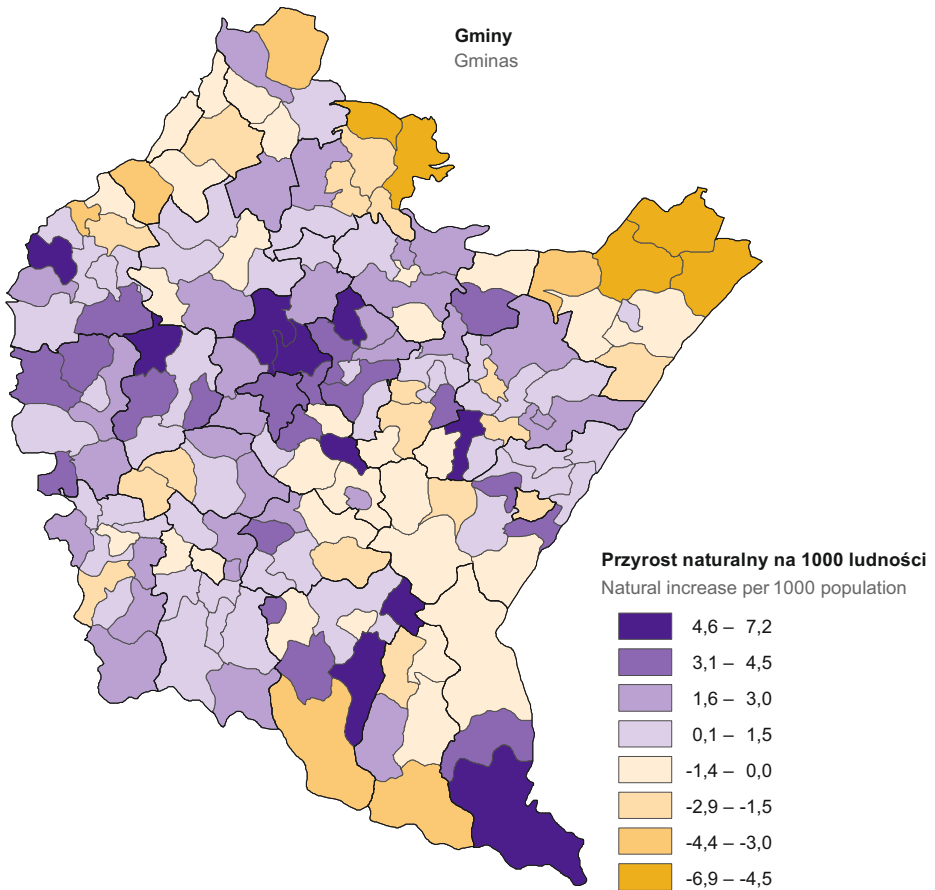 Gminy
Gminas
Przyrost naturalny na 1000 ludności
Natural increase per 1000 population
4,6 – 7,2
3,1 – 4,5
1,6 – 3,0
0,1 – 1,5
-1,4 – 0,0
-2,9 – -1,5
-4,4 – -3,0
-6,9 – -4,5